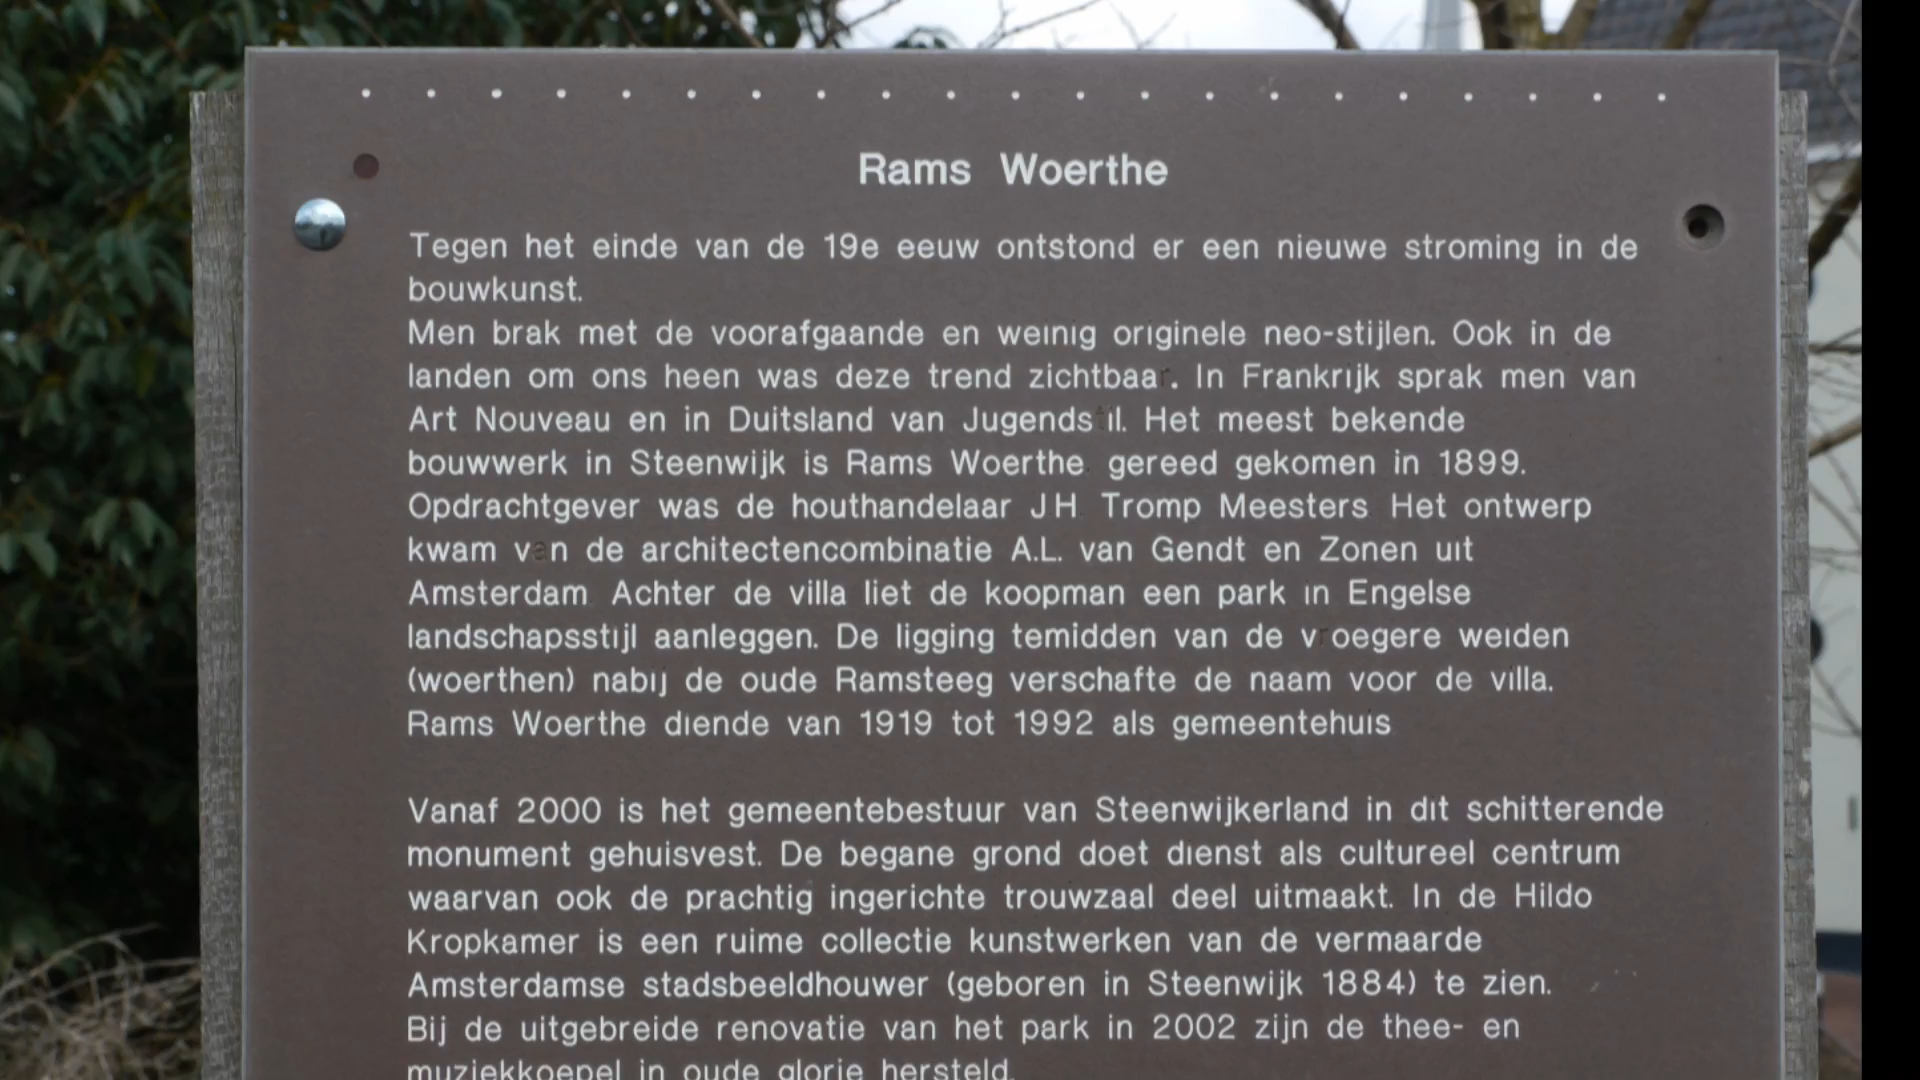 Rams Woerthe
Tegen het einde van de 19e eeuw ontstond er een nieuwe stroming in de
bouwkunst.
Men brak met de voorafgaande en weinig originele neo-stijlen. Ook in de
landen om ons heen was deze trend zichtbaar. In Frankrijk sprak men van
Art Nouveau en in Duitsland van Jugendstil. Het meest bekende
bouwwerk in Steenwijk is Rams Woerthe gereed gekomen in 1899.
Opdrachtgever was de houthandelaar JH Tromp Meesters Het ontwerp
kwam van de architectencombinatie A.L. van Gendt en Zonen uit
Amsterdam Achter de villa liet de koopman een park in Engelse
landschapsstijl aanleggen. De ligging temidden van de vroegere weiden
(woerthen) nabij de oude Ramsteeg verschafte de naam voor de villa.
Rams Woerthe diende van 1919 tot 1992 als gemeentehuis
Vanaf 2000 is het gemeentebestuur van Steenwijkerland in dit schitterende
monument gehuisvest. De begane grond doet dienst als cultureel centrum
waarvan ook de prachtig ingerichte trouwzaal deel uitmaakt. In de Hildo
Kropkamer is een ruime collectie kunstwerken van de vermaarde
Amsterdamse stadsbeeldhouwer (geboren in Steenwijk 1884) te zien.
Bij de uitgebreide renovatie van het park in 2002 zijn de thee- en
muziekkoepel in oude glorie hersteld.